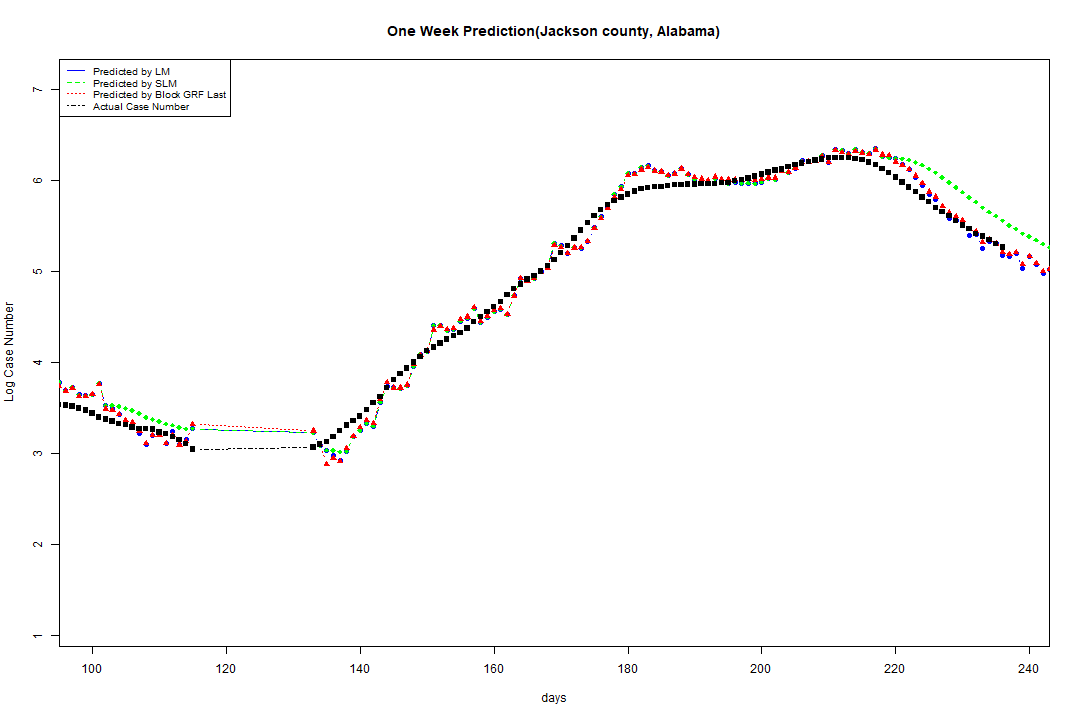 One Week Prediction(Jackson county, Alabama)
Predicted by LM
Predicted by SLM
Predicted by Block GRF Last
Actual Case Number
7
6
5
4
3
2
1
Log Case Number
100 120 140 160 180 200 220 240
days